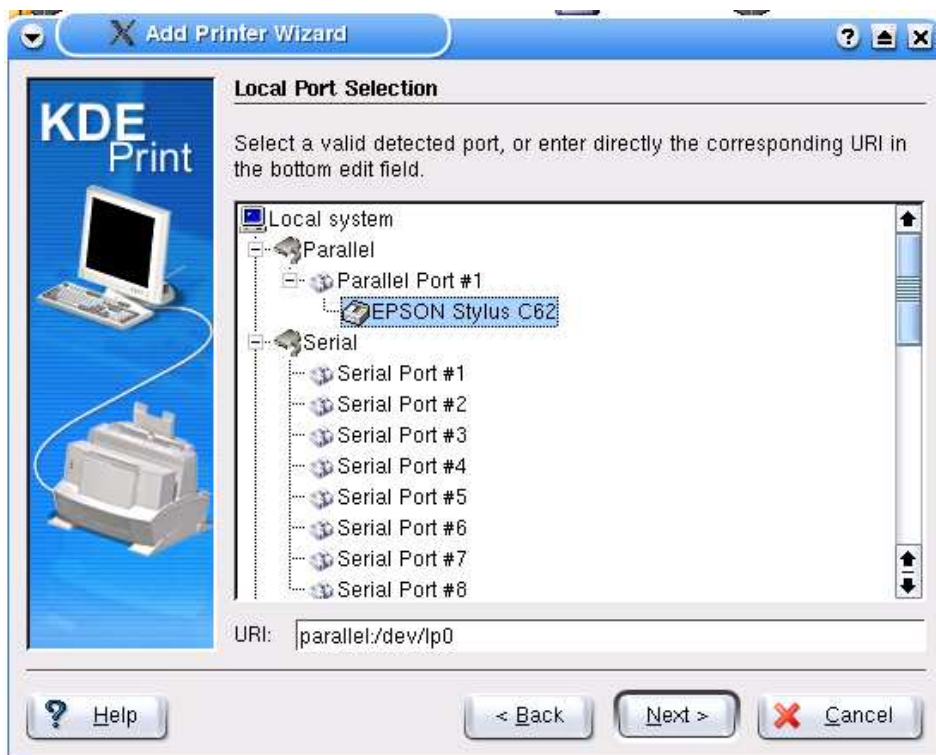 Add Printer Wizard
KDE
Print
Local Port Selection
Select a valid detected port, or enter directly the corresponding URI in
the bottom edit field.
Local system
Parallel
Parallel Port #1
EPSON Stylus C62
Serial
Serial Port #1
Serial Port #2
Serial Port #3
Serial Port #4
Serial Port #5
Serial Port #6
Serial Port #7
Serial Port #8
URI: parallel:/dev/lp0
? Help < Back Next > Cancel